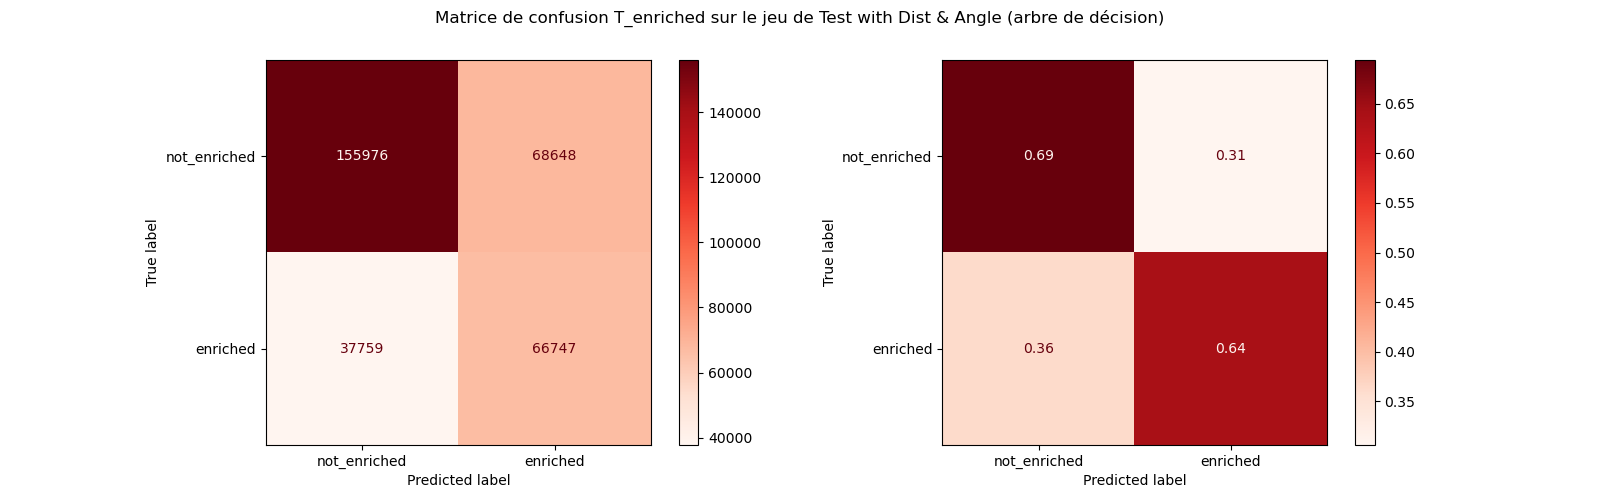 Matrice de confusion T_enriched sur le jeu de Test with Dist & Angle (arbre de décision)
True label
not_enriched
enriched
155976
68648
37759
66747
not_enriched
enriched
Predicted label
140000
120000
100000
80000
60000
40000
True label
not_enriched
enriched
0.69
0.31
0.36
0.64
not_enriched
enriched
Predicted label
0.65
0.60
0.55
0.50
0.45
0.40
0.35